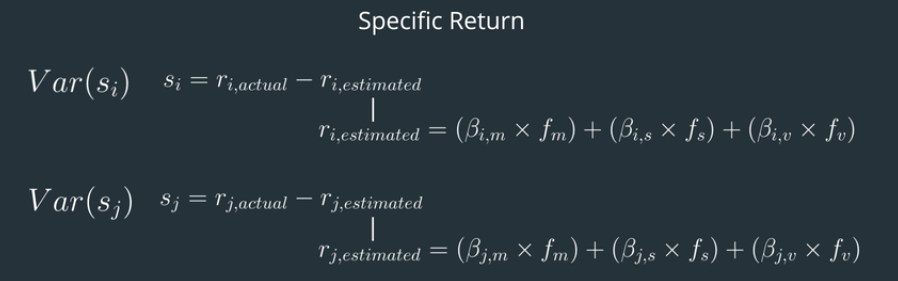 Specific Return
Var(s_i) s_i = r_{i,actual} − r_{i,estimated}
|
r_{i,estimated} = (β_{i,m} × f_m) + (β_{i,s} × f_s) + (β_{i,v} × f_v)
Var(s_j) s_j = r_{j,actual} − r_{j,estimated}
|
r_{j,estimated} = (β_{j,m} × f_m) + (β_{j,s} × f_s) + (β_{j,v} × f_v)